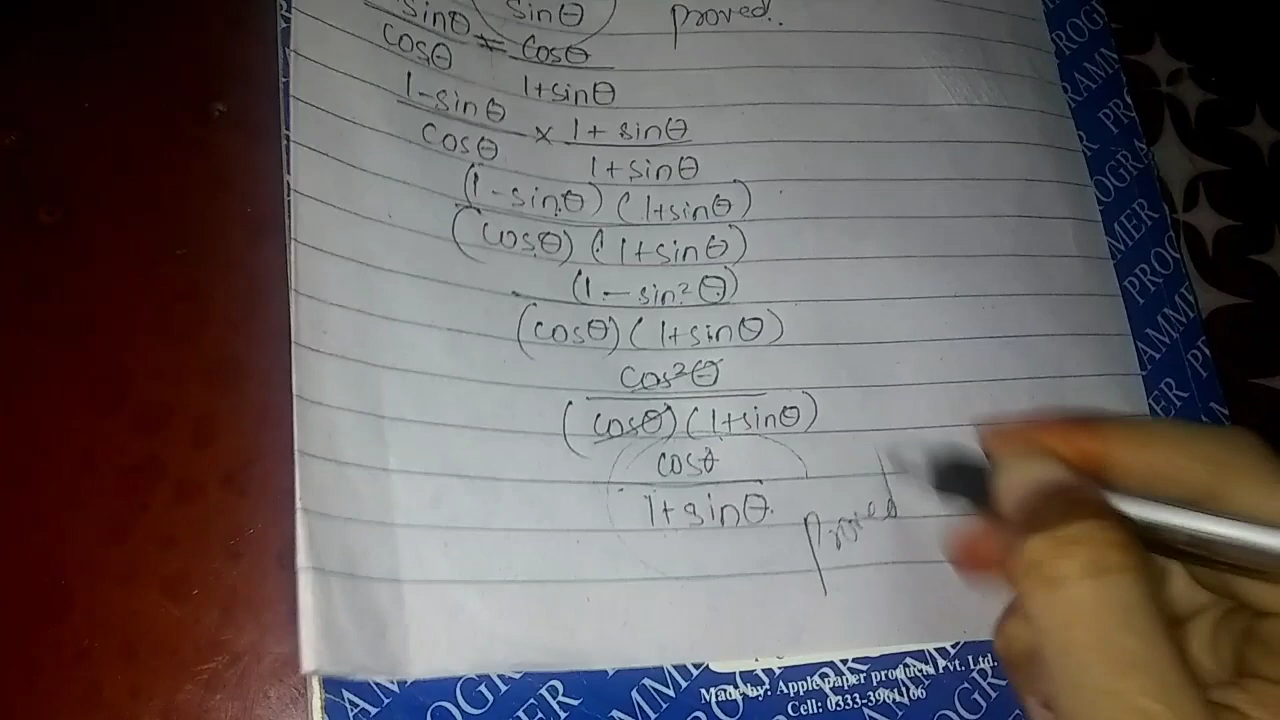 sinθ sinθ proved..
cosθ = cosθ
1-sinθ 1+sinθ
cosθ × 1+sinθ
1+sinθ
(1-sinθ)(1+sinθ)
(cosθ)(1+sinθ)
(1-sin²θ)
(cosθ)(1+sinθ)
cos²θ
(cosθ)(1+sinθ)
cosθ
1+sinθ.
Proved
Made by: Apple paper products Pvt. Ltd.
Cell: 0333-3961166